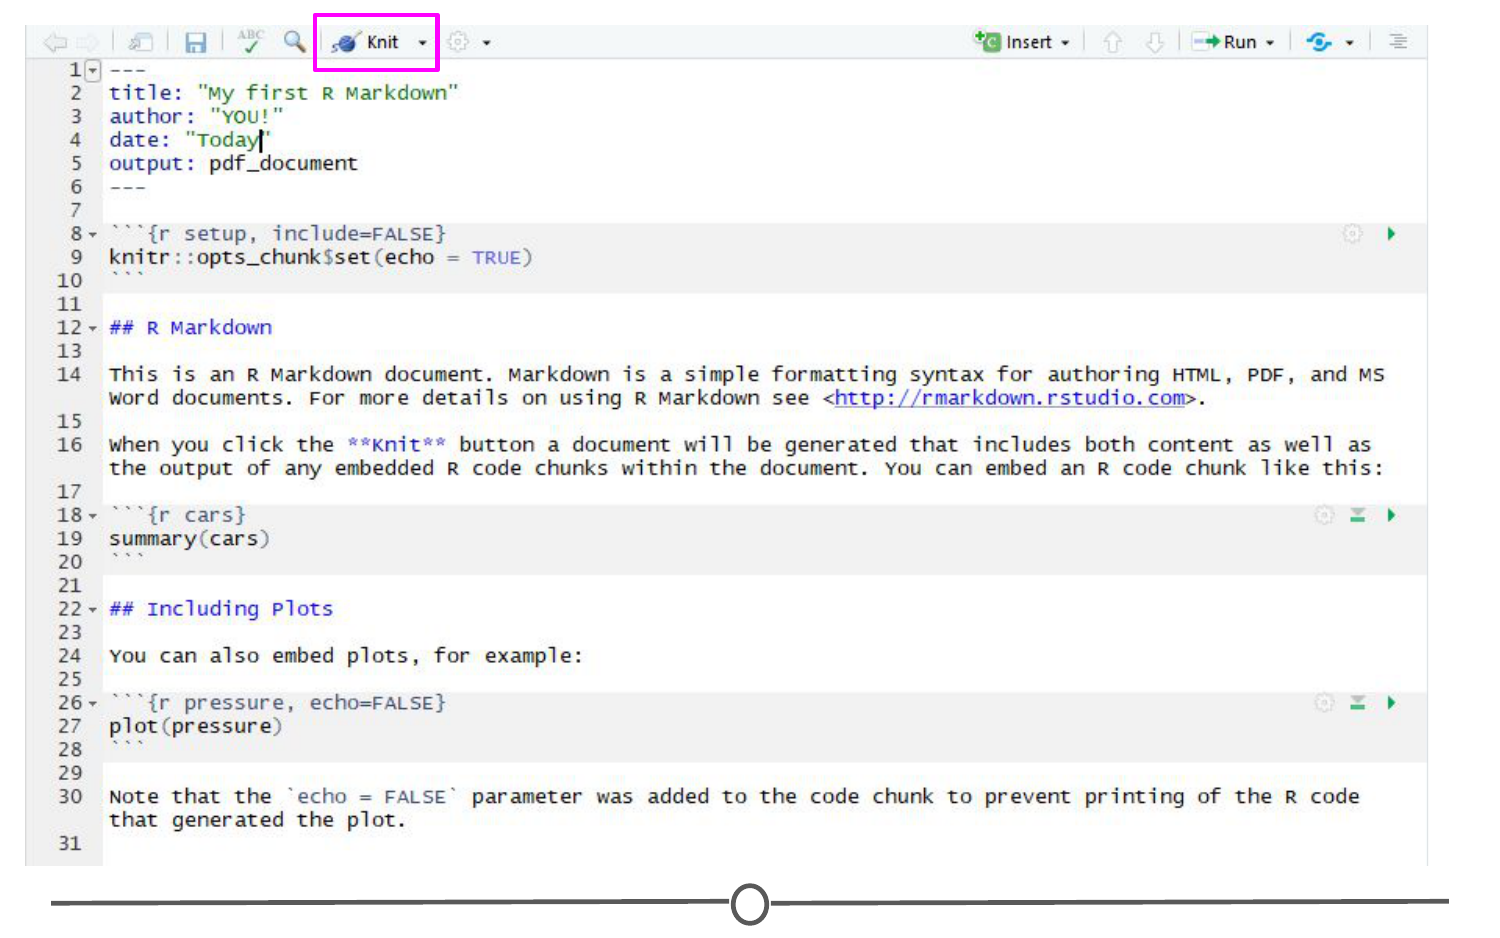 ABC Knit Insert Run
1 ---
2 title: "My first R Markdown"
3 author: "YOU!"
4 date: "Today"
5 output: pdf_document
6 ---
7
8 ```{r setup, include=FALSE}
9 knitr::opts_chunk$set(echo = TRUE)
10 ```
11
12 ## R Markdown
13
14 This is an R Markdown document. Markdown is a simple formatting syntax for authoring HTML, PDF, and MS
Word documents. For more details on using R Markdown see <http://rmarkdown.rstudio.com>.
15
16 When you click the **Knit** button a document will be generated that includes both content as well as
the output of any embedded R code chunks within the document. You can embed an R code chunk like this:
17
18 ```{r cars}
19 summary(cars)
20 ```
21
22 ## Including Plots
23
24 You can also embed plots, for example:
25
26 ```{r pressure, echo=FALSE}
27 plot(pressure)
28 ```
29
30 Note that the `echo = FALSE` parameter was added to the code chunk to prevent printing of the R code
that generated the plot.
31